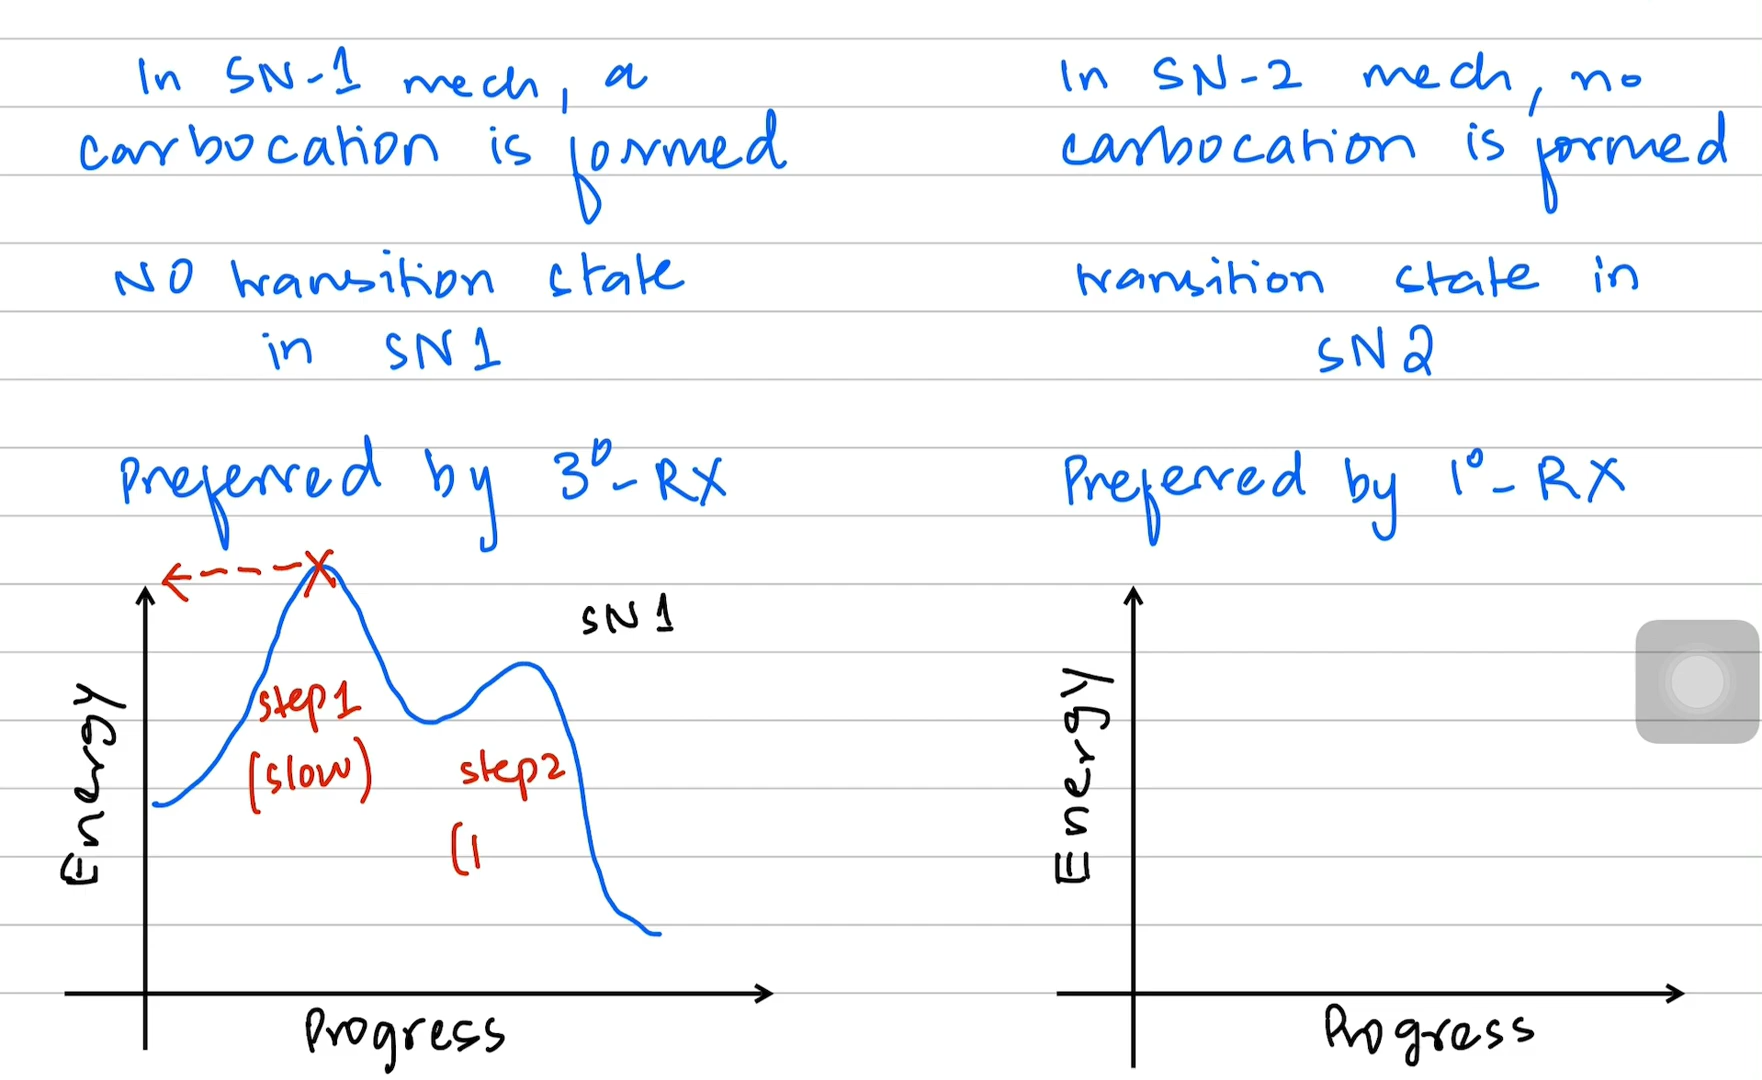 In SN-1 mech, a
carbocation is formed
NO transition state
in SN1
Preferred by 3°-RX
SN1
step1
(slow)
step2
(
Energy
Progress
In SN-2 mech, no
carbocation is formed
transition state in
SN2
Preferred by 1°-RX
Energy
Progress